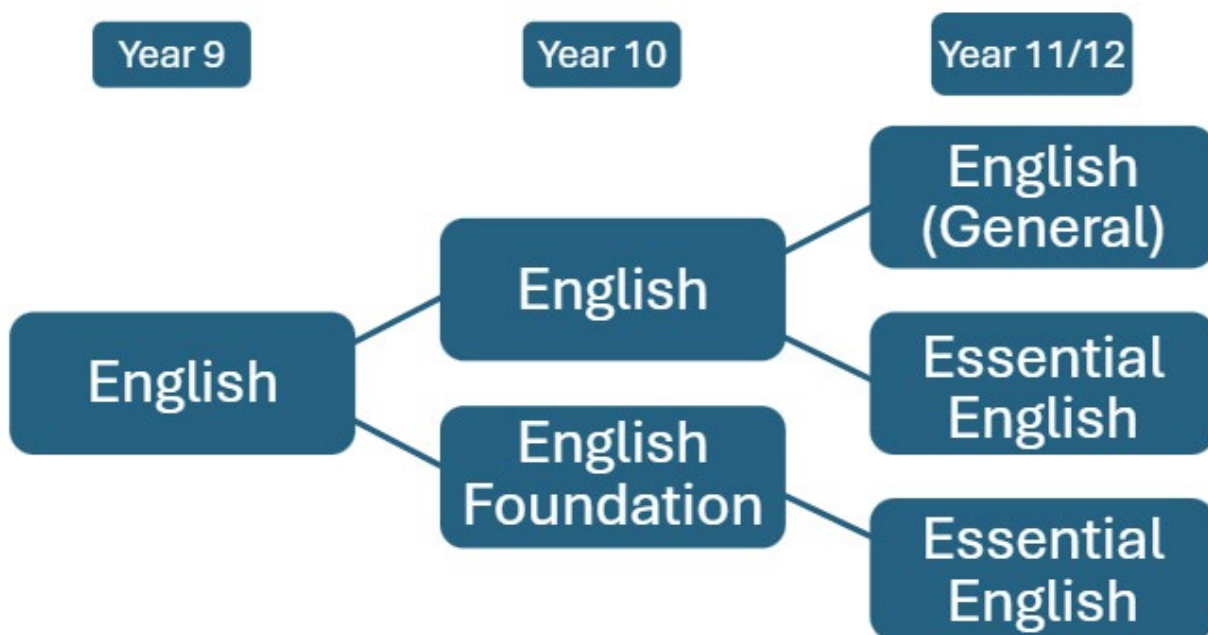 Year 9
Year 10
Year 11/12
English
English
English
Foundation
English
(General)
Essential
English
Essential
English